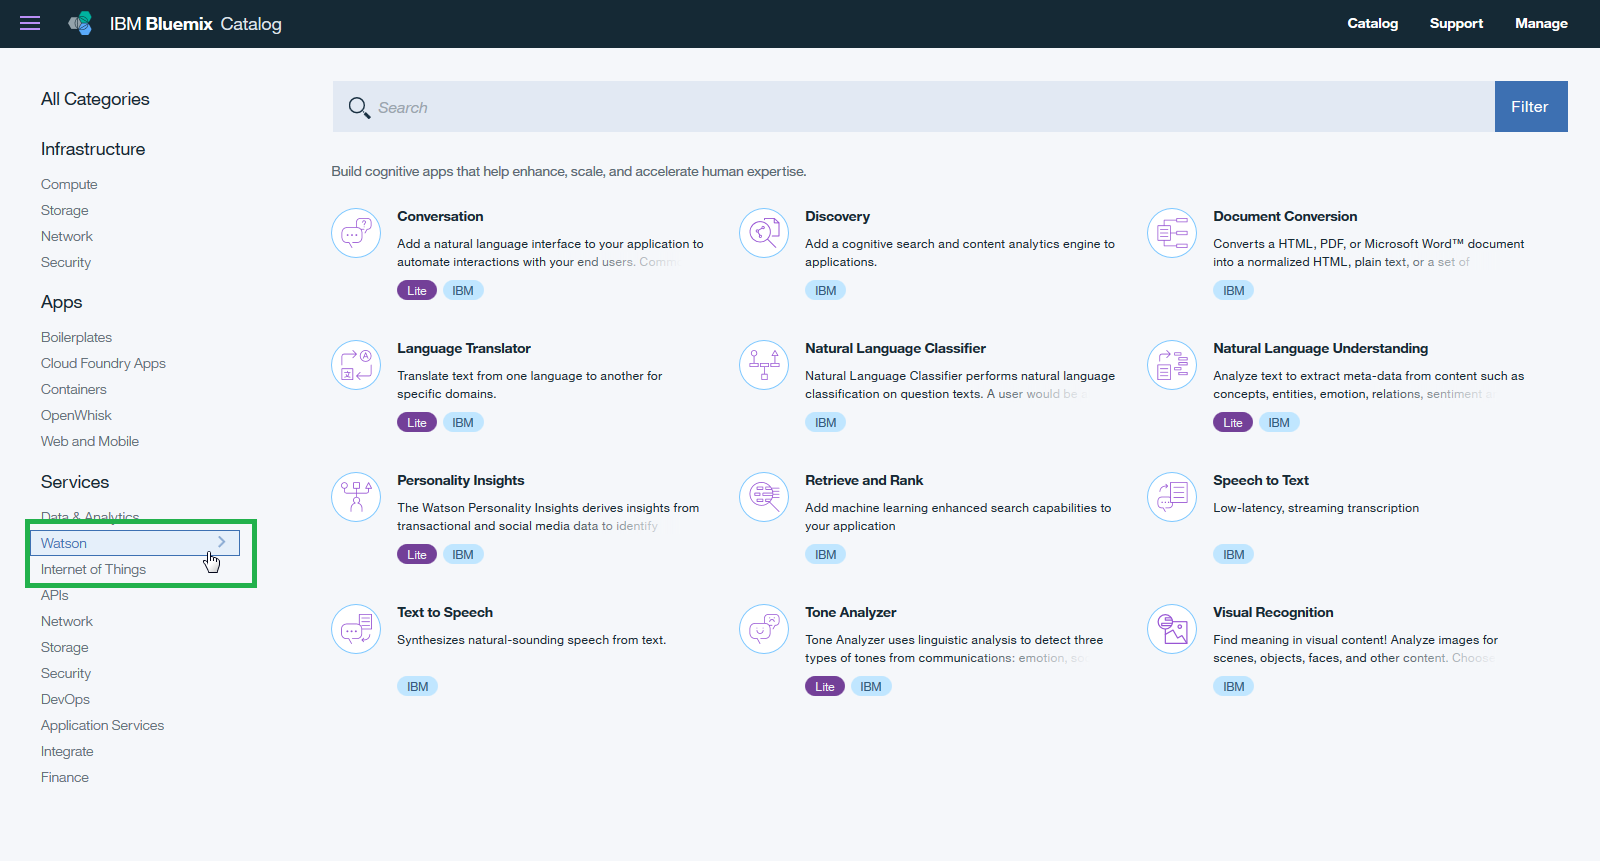 IBM Bluemix Catalog
Catalog Support Manage
All Categories
Infrastructure
Compute
Storage
Network
Security
Apps
Boilerplates
Cloud Foundry Apps
Containers
OpenWhisk
Web and Mobile
Services
Data & Analytics
Watson
Internet of Things
APIs
Network
Storage
Security
DevOps
Application Services
Integrate
Finance
Search
Filter
Build cognitive apps that help enhance, scale, and accelerate human expertise.
Conversation
Add a natural language interface to your application to
automate interactions with your end users.
Lite IBM
Discovery
Add a cognitive search and content analytics engine to
applications.
IBM
Document Conversion
Converts a HTML, PDF, or Microsoft Word™ document
into a normalized HTML, plain text, or a set of
IBM
Language Translator
Translate text from one language to another for
specific domains.
Lite IBM
Natural Language Classifier
Natural Language Classifier performs natural language
classification on question texts. A user would be a
IBM
Natural Language Understanding
Analyze text to extract meta-data from content such as
concepts, entities, emotion, relations, sentiment
Lite IBM
Personality Insights
The Watson Personality Insights derives insights from
transactional and social media data to identify
Lite IBM
Retrieve and Rank
Add machine learning enhanced search capabilities to
your application
IBM
Speech to Text
Low-latency, streaming transcription
IBM
Text to Speech
Synthesizes natural-sounding speech from text.
IBM
Tone Analyzer
Tone Analyzer uses linguistic analysis to detect three
types of tones from communications: emotion,
Lite IBM
Visual Recognition
Find meaning in visual content! Analyze images for
scenes, objects, faces, and other content. Choose
IBM